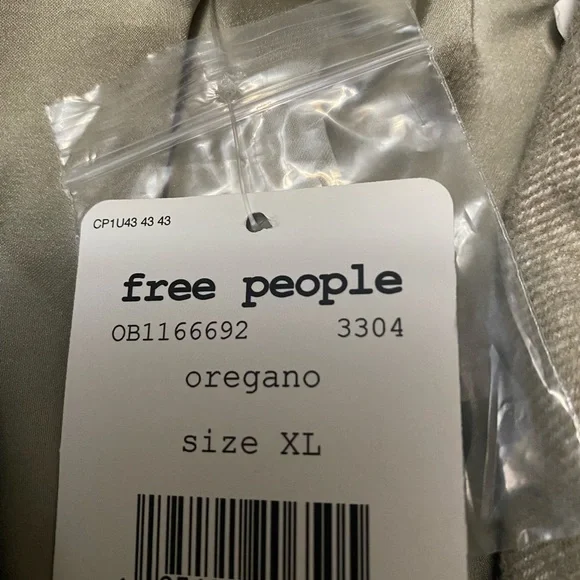 CP1U43 43 43
free people
OB1166692 3304
oregano
size XL